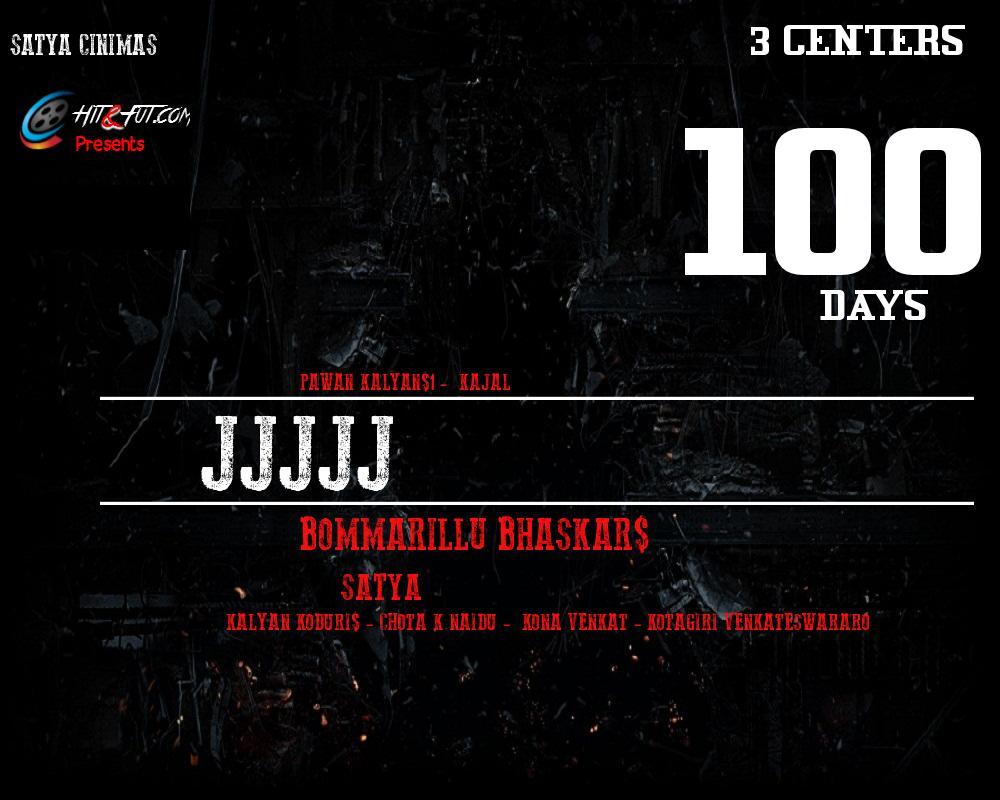 SATYA CINIMAS
3 CENTERS
HIT&FUT.COM
Presents
100
DAYS
PAWAN KALYAN$1 - KAJAL
JJJJJ
BOMMARILLU BHASKAR$
SATYA
KALYAN KODURI$ - CHOTA K NAIDU - KONA VENKAT - KOTAGIRI VENKATESWARARO